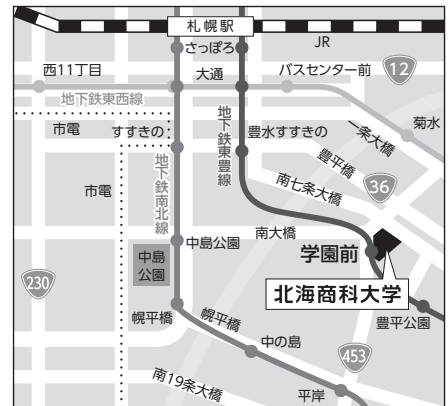 札幌駅
さっぽろ
JR
12
西11丁目
大通
バスセンター前
地下鉄東西線
菊水
市電
すすきの
地下鉄東豊線
豊水すすきの
一条大橋
豊平橋
36
地下鉄南北線
市電
南七条大橋
中島公園
南大橋
学園前
中島
公園
230
北海商科大学
幌平橋
幌平橋
豊平公園
中の島
453
南19条大橋
平岸